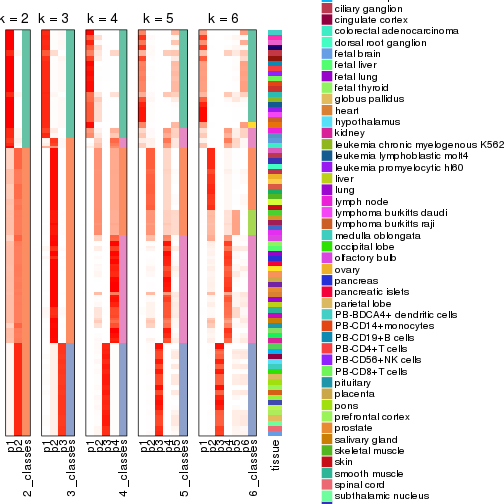 k = 2
k = 3
k = 4
k = 5
k = 6
p1
p2
2_classes
p1
p2
p3
3_classes
p1
p2
p3
p4
4_classes
p1
p2
p3
p4
p5
5_classes
p1
p2
p3
p4
p5
p6
6_classes
tissue
ciliary ganglion
cingulate cortex
colorectal adenocarcinoma
dorsal root ganglion
fetal brain
fetal liver
fetal lung
fetal thyroid
globus pallidus
heart
hypothalamus
kidney
leukemia chronic myelogenous K562
leukemia lymphoblastic molt4
leukemia promyelocytic hl60
liver
lung
lymph node
lymphoma burkitts daudi
lymphoma burkitts raji
medulla oblongata
occipital lobe
olfactory bulb
ovary
pancreas
pancreatic islets
parietal lobe
PB-BDCA4+ dendritic cells
PB-CD14+monocytes
PB-CD19+B cells
PB-CD4+T cells
PB-CD56+NK cells
PB-CD8+T cells
pituitary
placenta
pons
prefrontal cortex
prostate
salivary gland
skeletal muscle
skin
smooth muscle
spinal cord
subthalamic nucleus